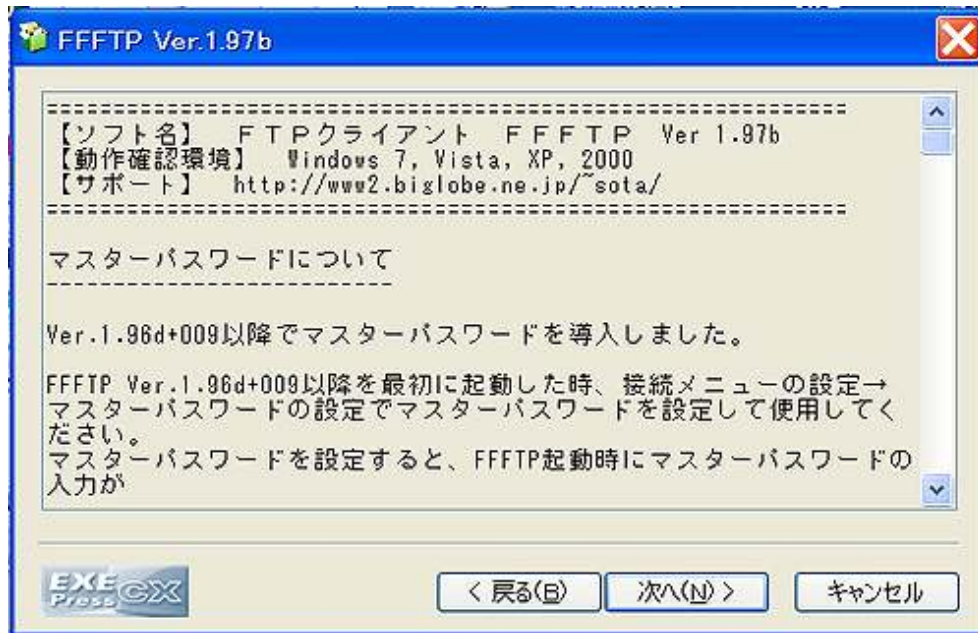 FFFTP Ver.1.97b
============================================================
【ソフト名】　ＦＴＰクライアント　ＦＦＦＴＰ　Ver 1.97b
【動作確認環境】　Windows 7, Vista, XP, 2000
【サポート】　http://www2.biglobe.ne.jp/~sota/
============================================================
マスターパスワードについて
--------------------------
Ver.1.96d+009以降でマスターパスワードを導入しました。
FFFTP Ver.1.96d+009以降を最初に起動した時、接続メニューの設定→
マスターパスワードの設定でマスターパスワードを設定して使用してく
ださい。
マスターパスワードを設定すると、FFFTP起動時にマスターパスワードの
入力が
EXE
Press CX
< 戻る(B)　次へ(N) >　キャンセル